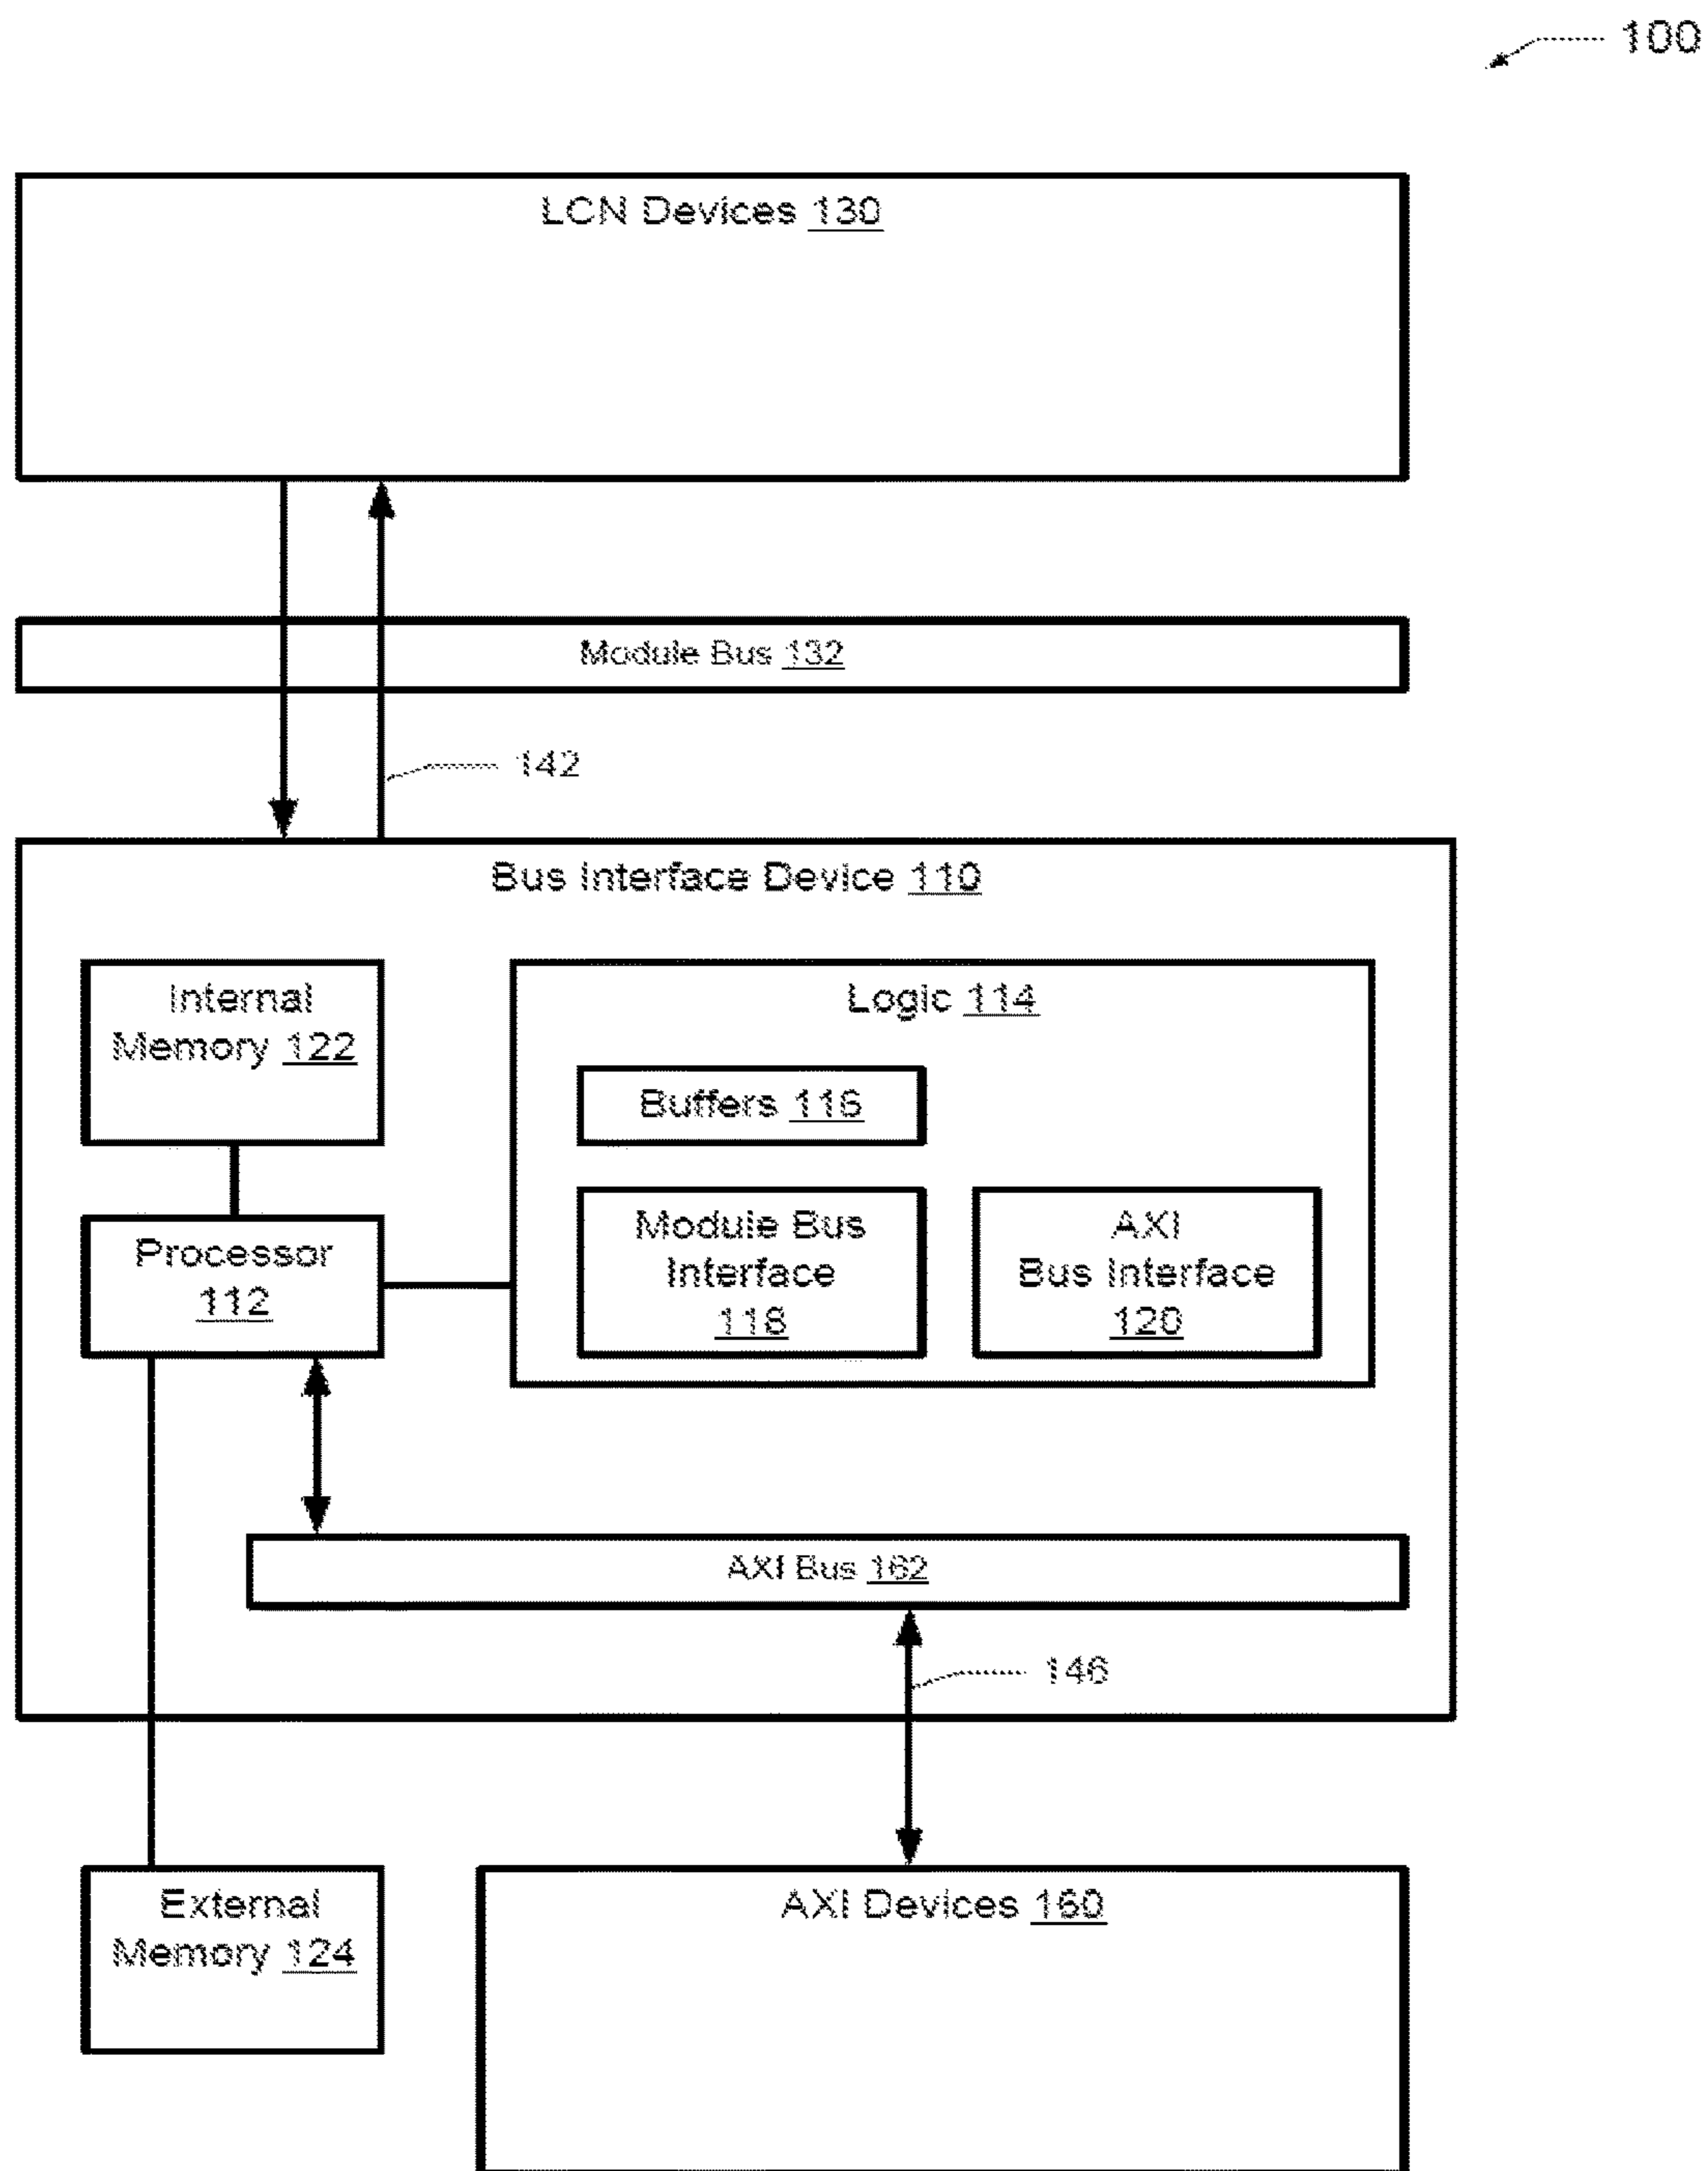 100
LCN Devices 130
Module Bus 132
142
Bus Interface Device 110
Internal
Memory 122
Logic 114
Buffers 116
Processor
112
Module Bus
Interface
118
AXI
Bus Interface
120
AXI Bus 162
146
External
Memory 124
AXI Devices 160